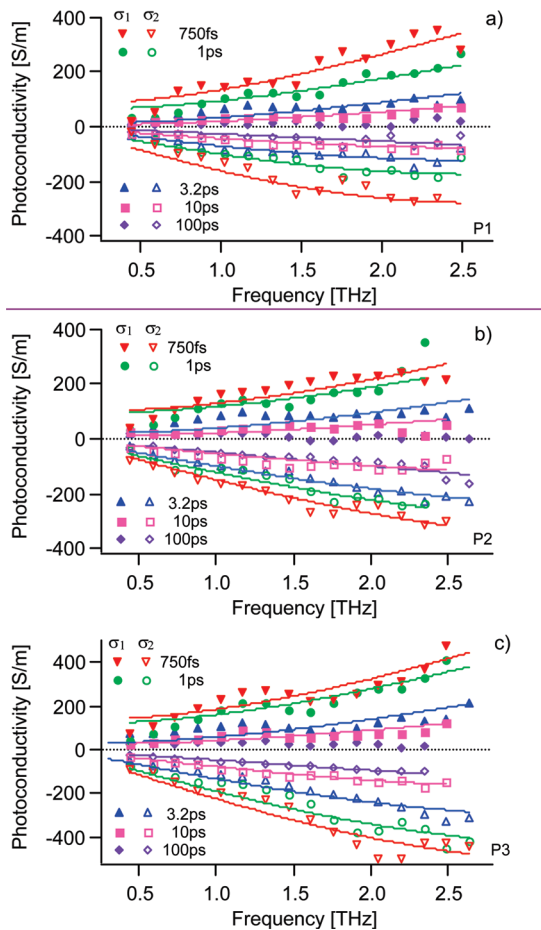 a)
σ1 σ2
750fs
1ps
400
200
0
-200
-400
Photoconductivity [S/m]
3.2ps
10ps
100ps
P1
0.5 1.0 1.5 2.0 2.5
Frequency [THz]
b)
σ1 σ2
750fs
1ps
400
200
0
-200
-400
Photoconductivity [S/m]
3.2ps
10ps
100ps
P2
0.5 1.0 1.5 2.0 2.5
Frequency [THz]
c)
σ1 σ2
750fs
1ps
400
200
0
-200
-400
Photoconductivity [S/m]
3.2ps
10ps
100ps
P3
0.5 1.0 1.5 2.0 2.5
Frequency [THz]